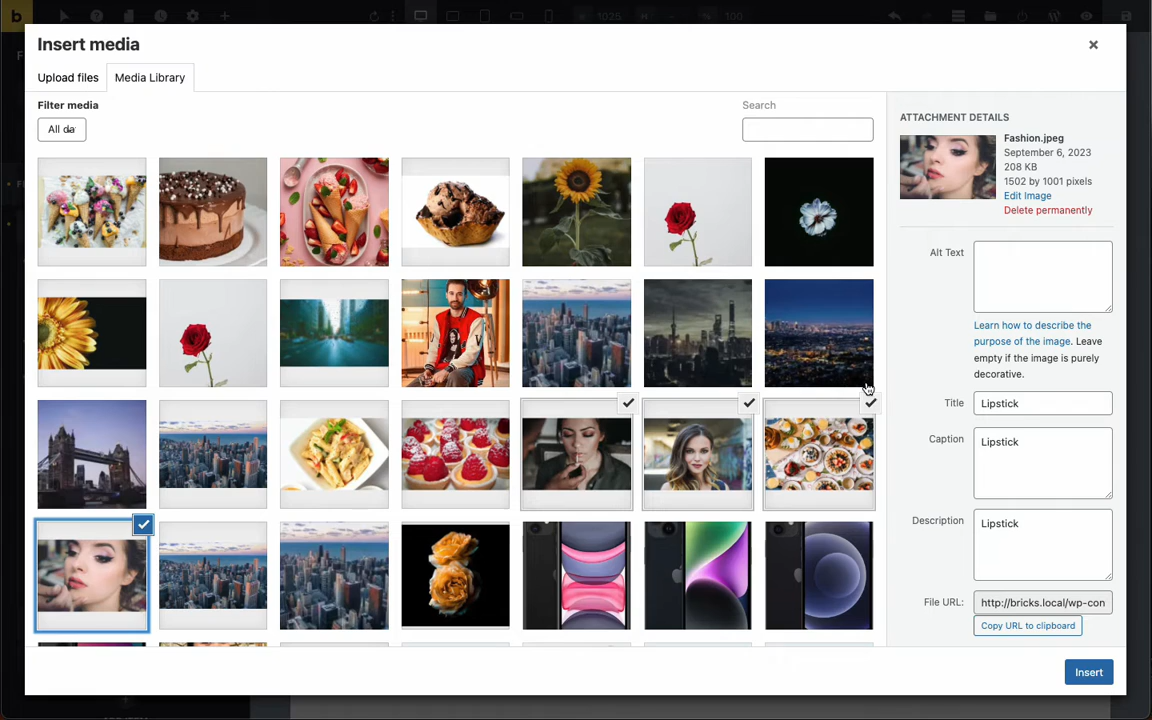 b
1025
100
Insert media
Upload files
Media Library
Filter media
All da
Search
ATTACHMENT DETAILS
Fashion.jpeg
September 6, 2023
208 KB
1502 by 1001 pixels
Edit Image
Delete permanently
Alt Text
Learn how to describe the
purpose of the image. Leave
empty if the image is purely
decorative.
Title
Lipstick
Caption
Lipstick
Description
Lipstick
File URL:
http://bricks.local/wp-con
Copy URL to clipboard
Insert